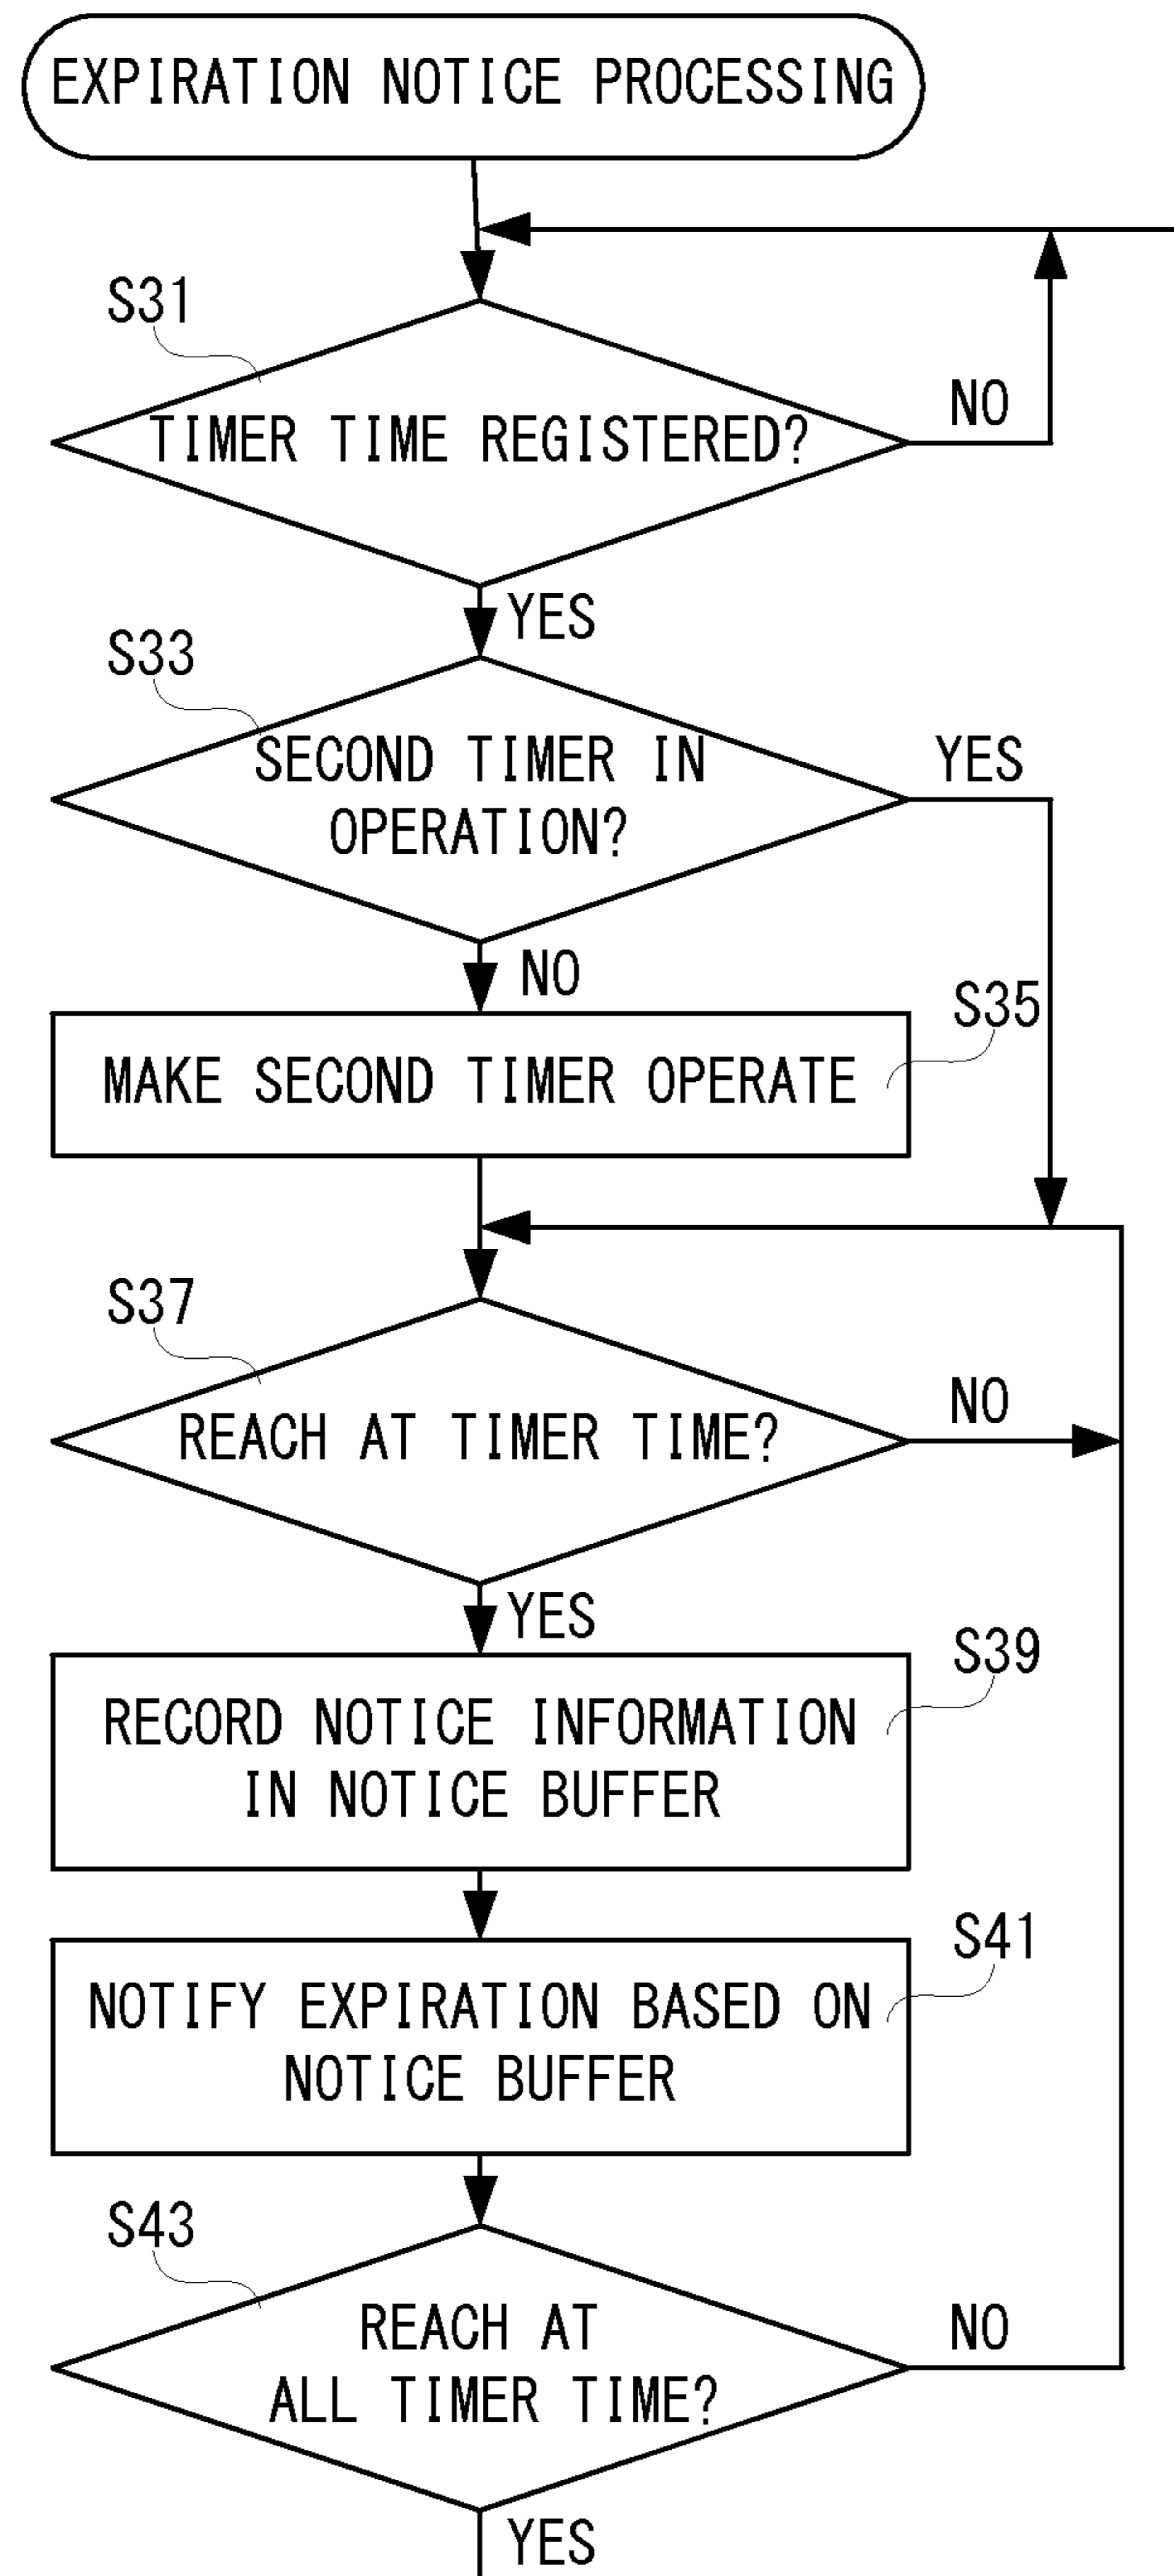 EXPIRATION NOTICE PROCESSING
S31
TIMER TIME REGISTERED?
NO
YES
S33
SECOND TIMER IN
OPERATION?
YES
NO
S35
MAKE SECOND TIMER OPERATE
S37
REACH AT TIMER TIME?
NO
YES
S39
RECORD NOTICE INFORMATION
IN NOTICE BUFFER
S41
NOTIFY EXPIRATION BASED ON
NOTICE BUFFER
S43
REACH AT
ALL TIMER TIME?
NO
YES